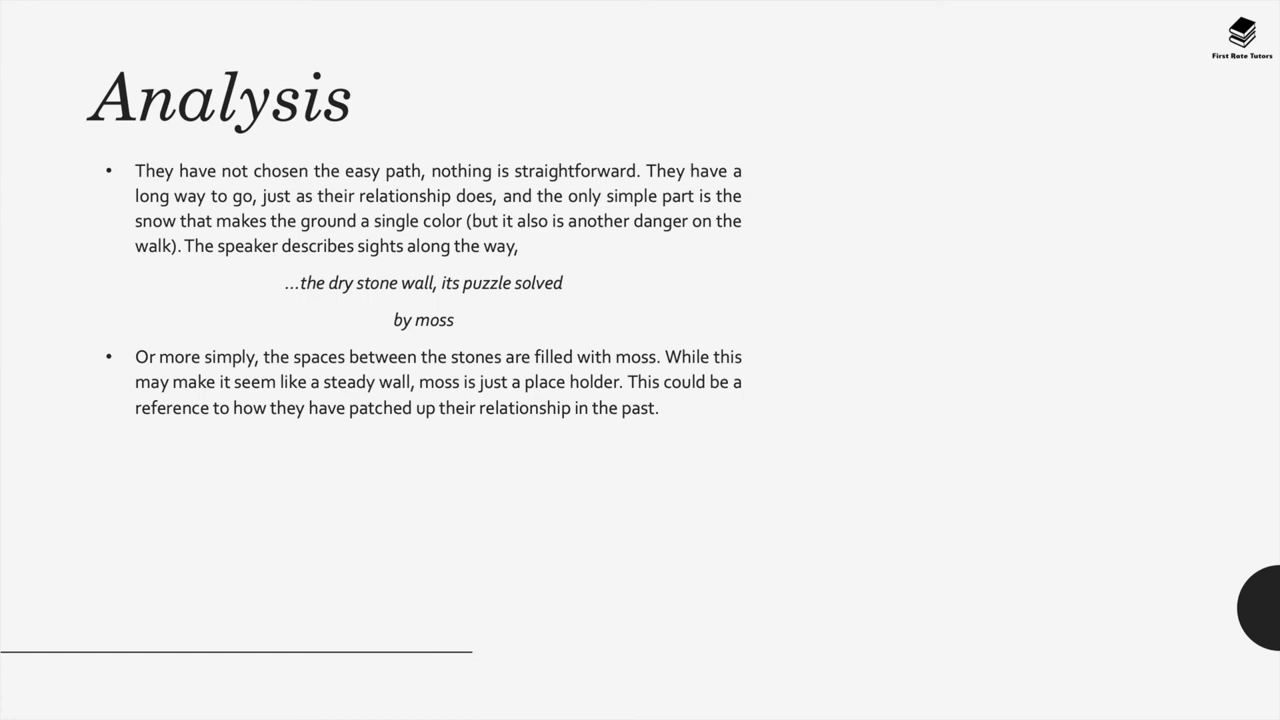 First Rate Tutors
Analysis
• They have not chosen the easy path, nothing is straightforward. They have a
long way to go, just as their relationship does, and the only simple part is the
snow that makes the ground a single color (but it also is another danger on the
walk). The speaker describes sights along the way,
…the dry stone wall, its puzzle solved
by moss
• Or more simply, the spaces between the stones are filled with moss. While this
may make it seem like a steady wall, moss is just a place holder. This could be a
reference to how they have patched up their relationship in the past.